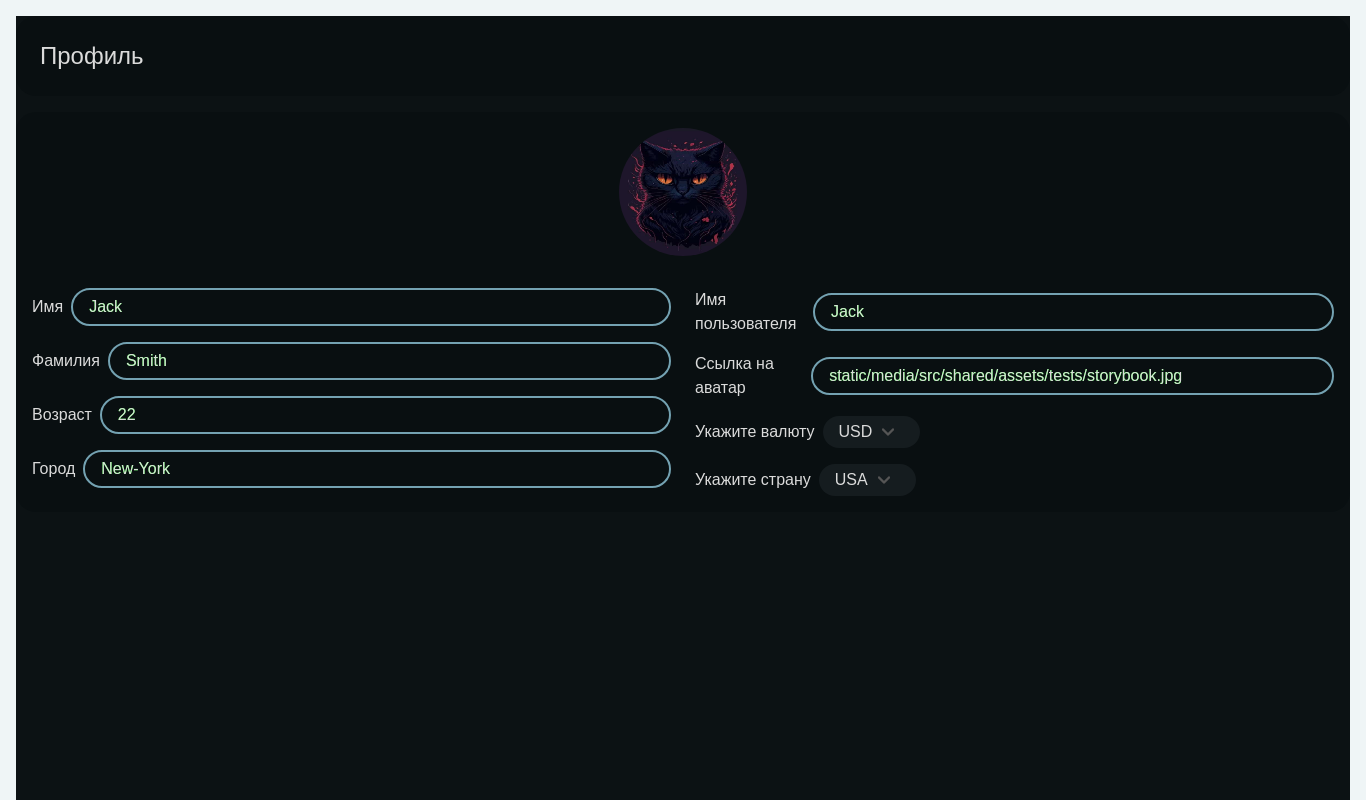 Профиль
Имя
Jack
Фамилия
Smith
Возраст
22
Город
New-York
Имя
пользователя
Jack
Ссылка на
аватар
static/media/src/shared/assets/tests/storybook.jpg
Укажите валюту
USD
Укажите страну
USA